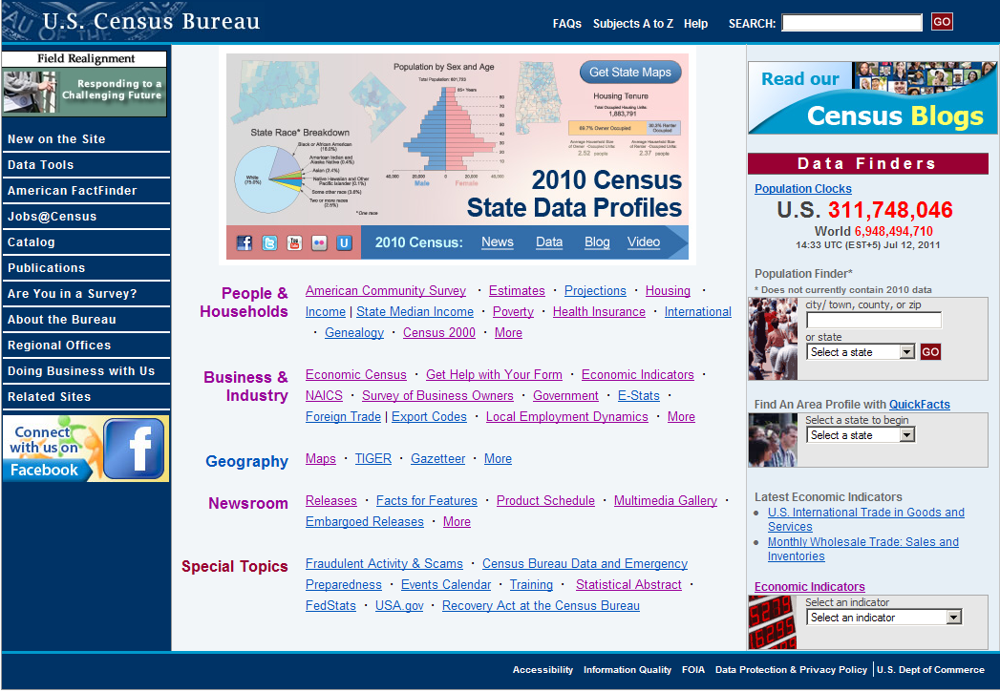 U.S. Census Bureau
FAQs Subjects A to Z Help SEARCH: GO
Field Realignment
Responding to a
Challenging Future
New on the Site
Data Tools
American FactFinder
Jobs@Census
Catalog
Publications
Are You in a Survey?
About the Bureau
Regional Offices
Doing Business with Us
Related Sites
Connect
with us on
Facebook
f
Population by Sex and Age
Total Population: 601,723
85+ Years
80
70
60
50
40
30
20
10
40,000 20,000 0 20,000 40,000
Male Female
State Race* Breakdown
Black or African American
(16.0%)
American Indian and
Alaska Native (0.4%)
Asian (2.4%)
Native Hawaiian and Other
Pacific Islander (0.1%)
Some other race (3.6%)
Two or more races
(2.5%)
White
(75.0%)
*One race
Get State Maps
Housing Tenure
Total Occupied Housing Units:
1,883,791
69.7% Owner Occupied
30.3% Renter
Occupied
Average Household Size
of Owner-Occupied Units:
2.52 people
Average Household Size
of Renter-Occupied Units:
2.37 people
2010 Census
State Data Profiles
f t You Tube U
2010 Census: News Data Blog Video
People &
Households
American Community Survey · Estimates · Projections · Housing ·
Income | State Median Income · Poverty · Health Insurance · International
· Genealogy · Census 2000 · More
Business &
Industry
Economic Census · Get Help with Your Form · Economic Indicators ·
NAICS · Survey of Business Owners · Government · E-Stats ·
Foreign Trade | Export Codes · Local Employment Dynamics · More
Geography
Maps · TIGER · Gazetteer · More
Newsroom
Releases · Facts for Features · Product Schedule · Multimedia Gallery ·
Embargoed Releases · More
Special Topics
Fraudulent Activity & Scams · Census Bureau Data and Emergency
Preparedness · Events Calendar · Training · Statistical Abstract ·
FedStats · USA.gov · Recovery Act at the Census Bureau
Read our
Census Blogs
Data Finders
Population Clocks
U.S. 311,748,046
World 6,948,494,710
14:33 UTC (EST+5) Jul 12, 2011
Population Finder*
* Does not currently contain 2010 data
city/ town, county, or zip
or state
Select a state GO
Find An Area Profile with QuickFacts
Select a state to begin
Select a state
Latest Economic Indicators
• U.S. International Trade in Goods and
Services
• Monthly Wholesale Trade: Sales and
Inventories
Economic Indicators
Select an indicator
Select an indicator
Accessibility Information Quality FOIA Data Protection & Privacy Policy | U.S. Dept of Commerce